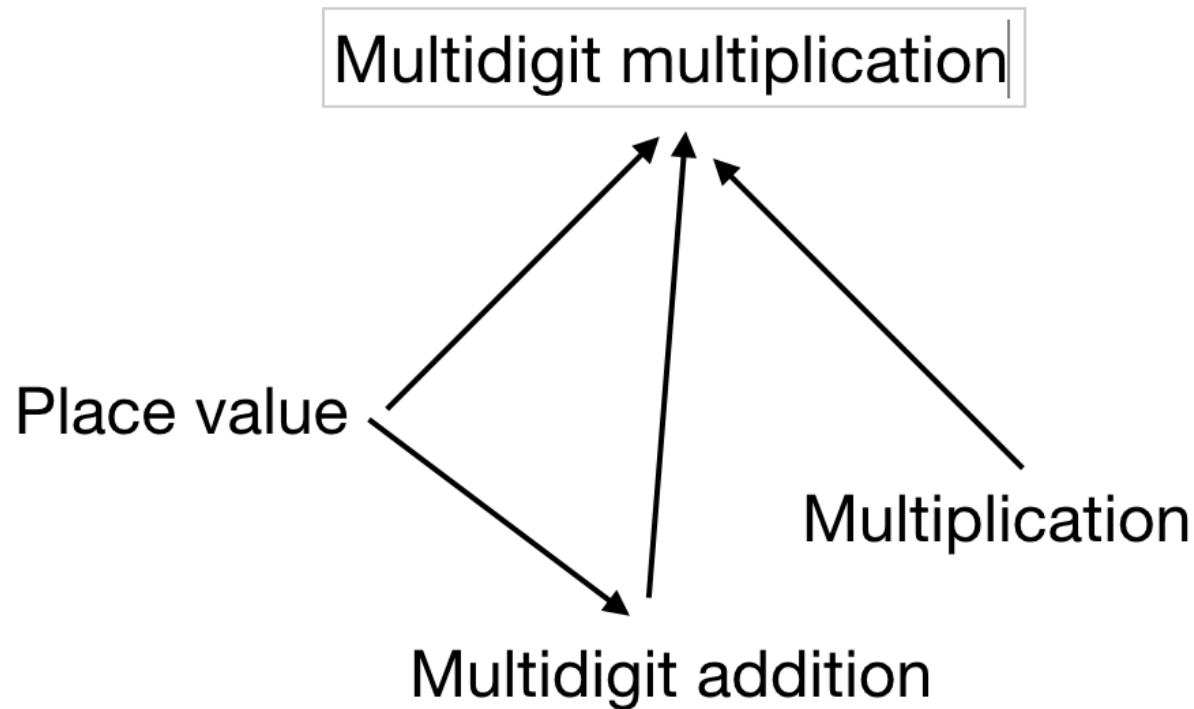 Multidigit multiplication
Place value
Multiplication
Multidigit addition